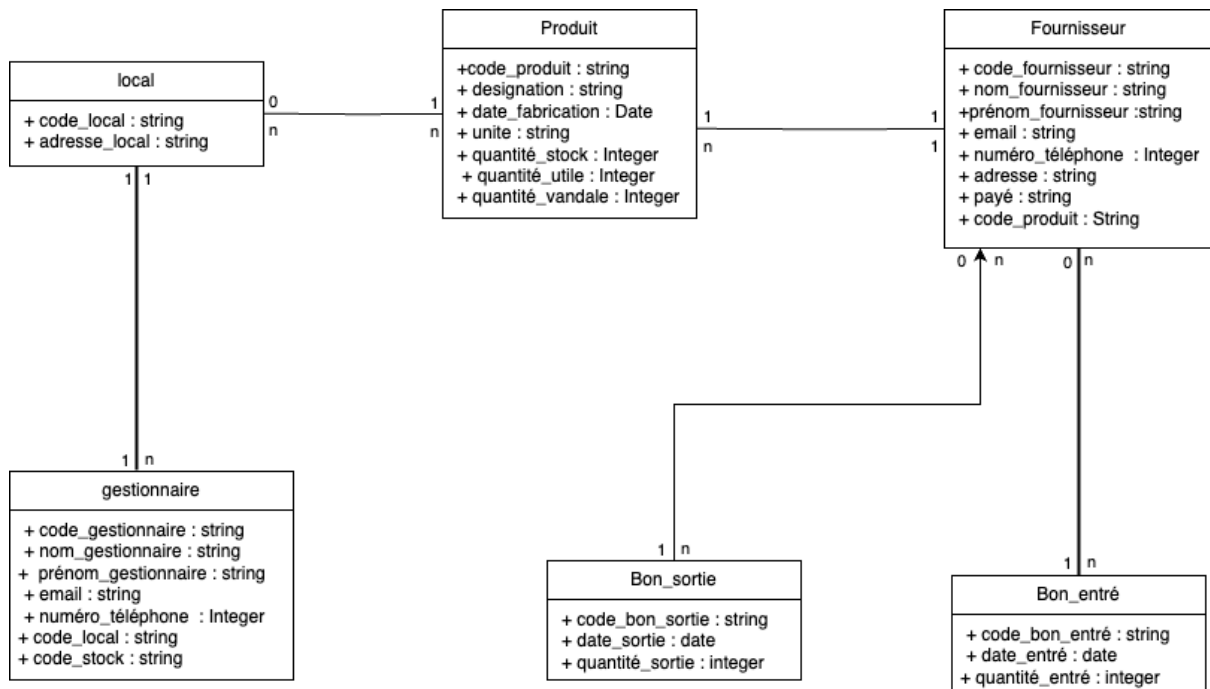 local
+ code_local : string
+ adresse_local : string
0
n
1
n
Produit
+code_produit : string
+ designation : string
+ date_fabrication : Date
+ unite : string
+ quantité_stock : Integer
+ quantité_utile : Integer
+ quantité_vandale : Integer
1
n
1
1
Fournisseur
+ code_fournisseur : string
+ nom_fournisseur : string
+prénom_fournisseur :string
+ email : string
+ numéro_téléphone : Integer
+ adresse : string
+ payé : string
+ code_produit : String
1 1
0 n
0 n
1 n
gestionnaire
+ code_gestionnaire : string
+ nom_gestionnaire : string
+ prénom_gestionnaire : string
+ email : string
+ numéro_téléphone : Integer
+ code_local : string
+ code_stock : string
1 n
Bon_sortie
+ code_bon_sortie : string
+ date_sortie : date
+ quantité_sortie : integer
1 n
Bon_entré
+ code_bon_entré : string
+ date_entré : date
+ quantité_entré : integer